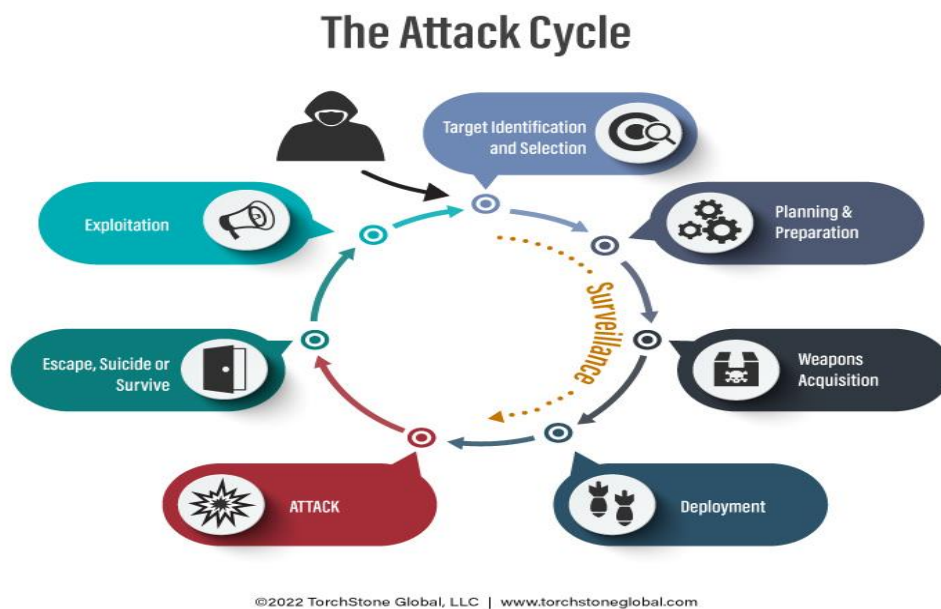 The Attack Cycle
Target Identification
and Selection
Planning &
Preparation
Weapons
Acquisition
Deployment
ATTACK
Escape, Suicide or
Survive
Exploitation
Surveillance
©2022 TorchStone Global, LLC | www.torchstoneglobal.com